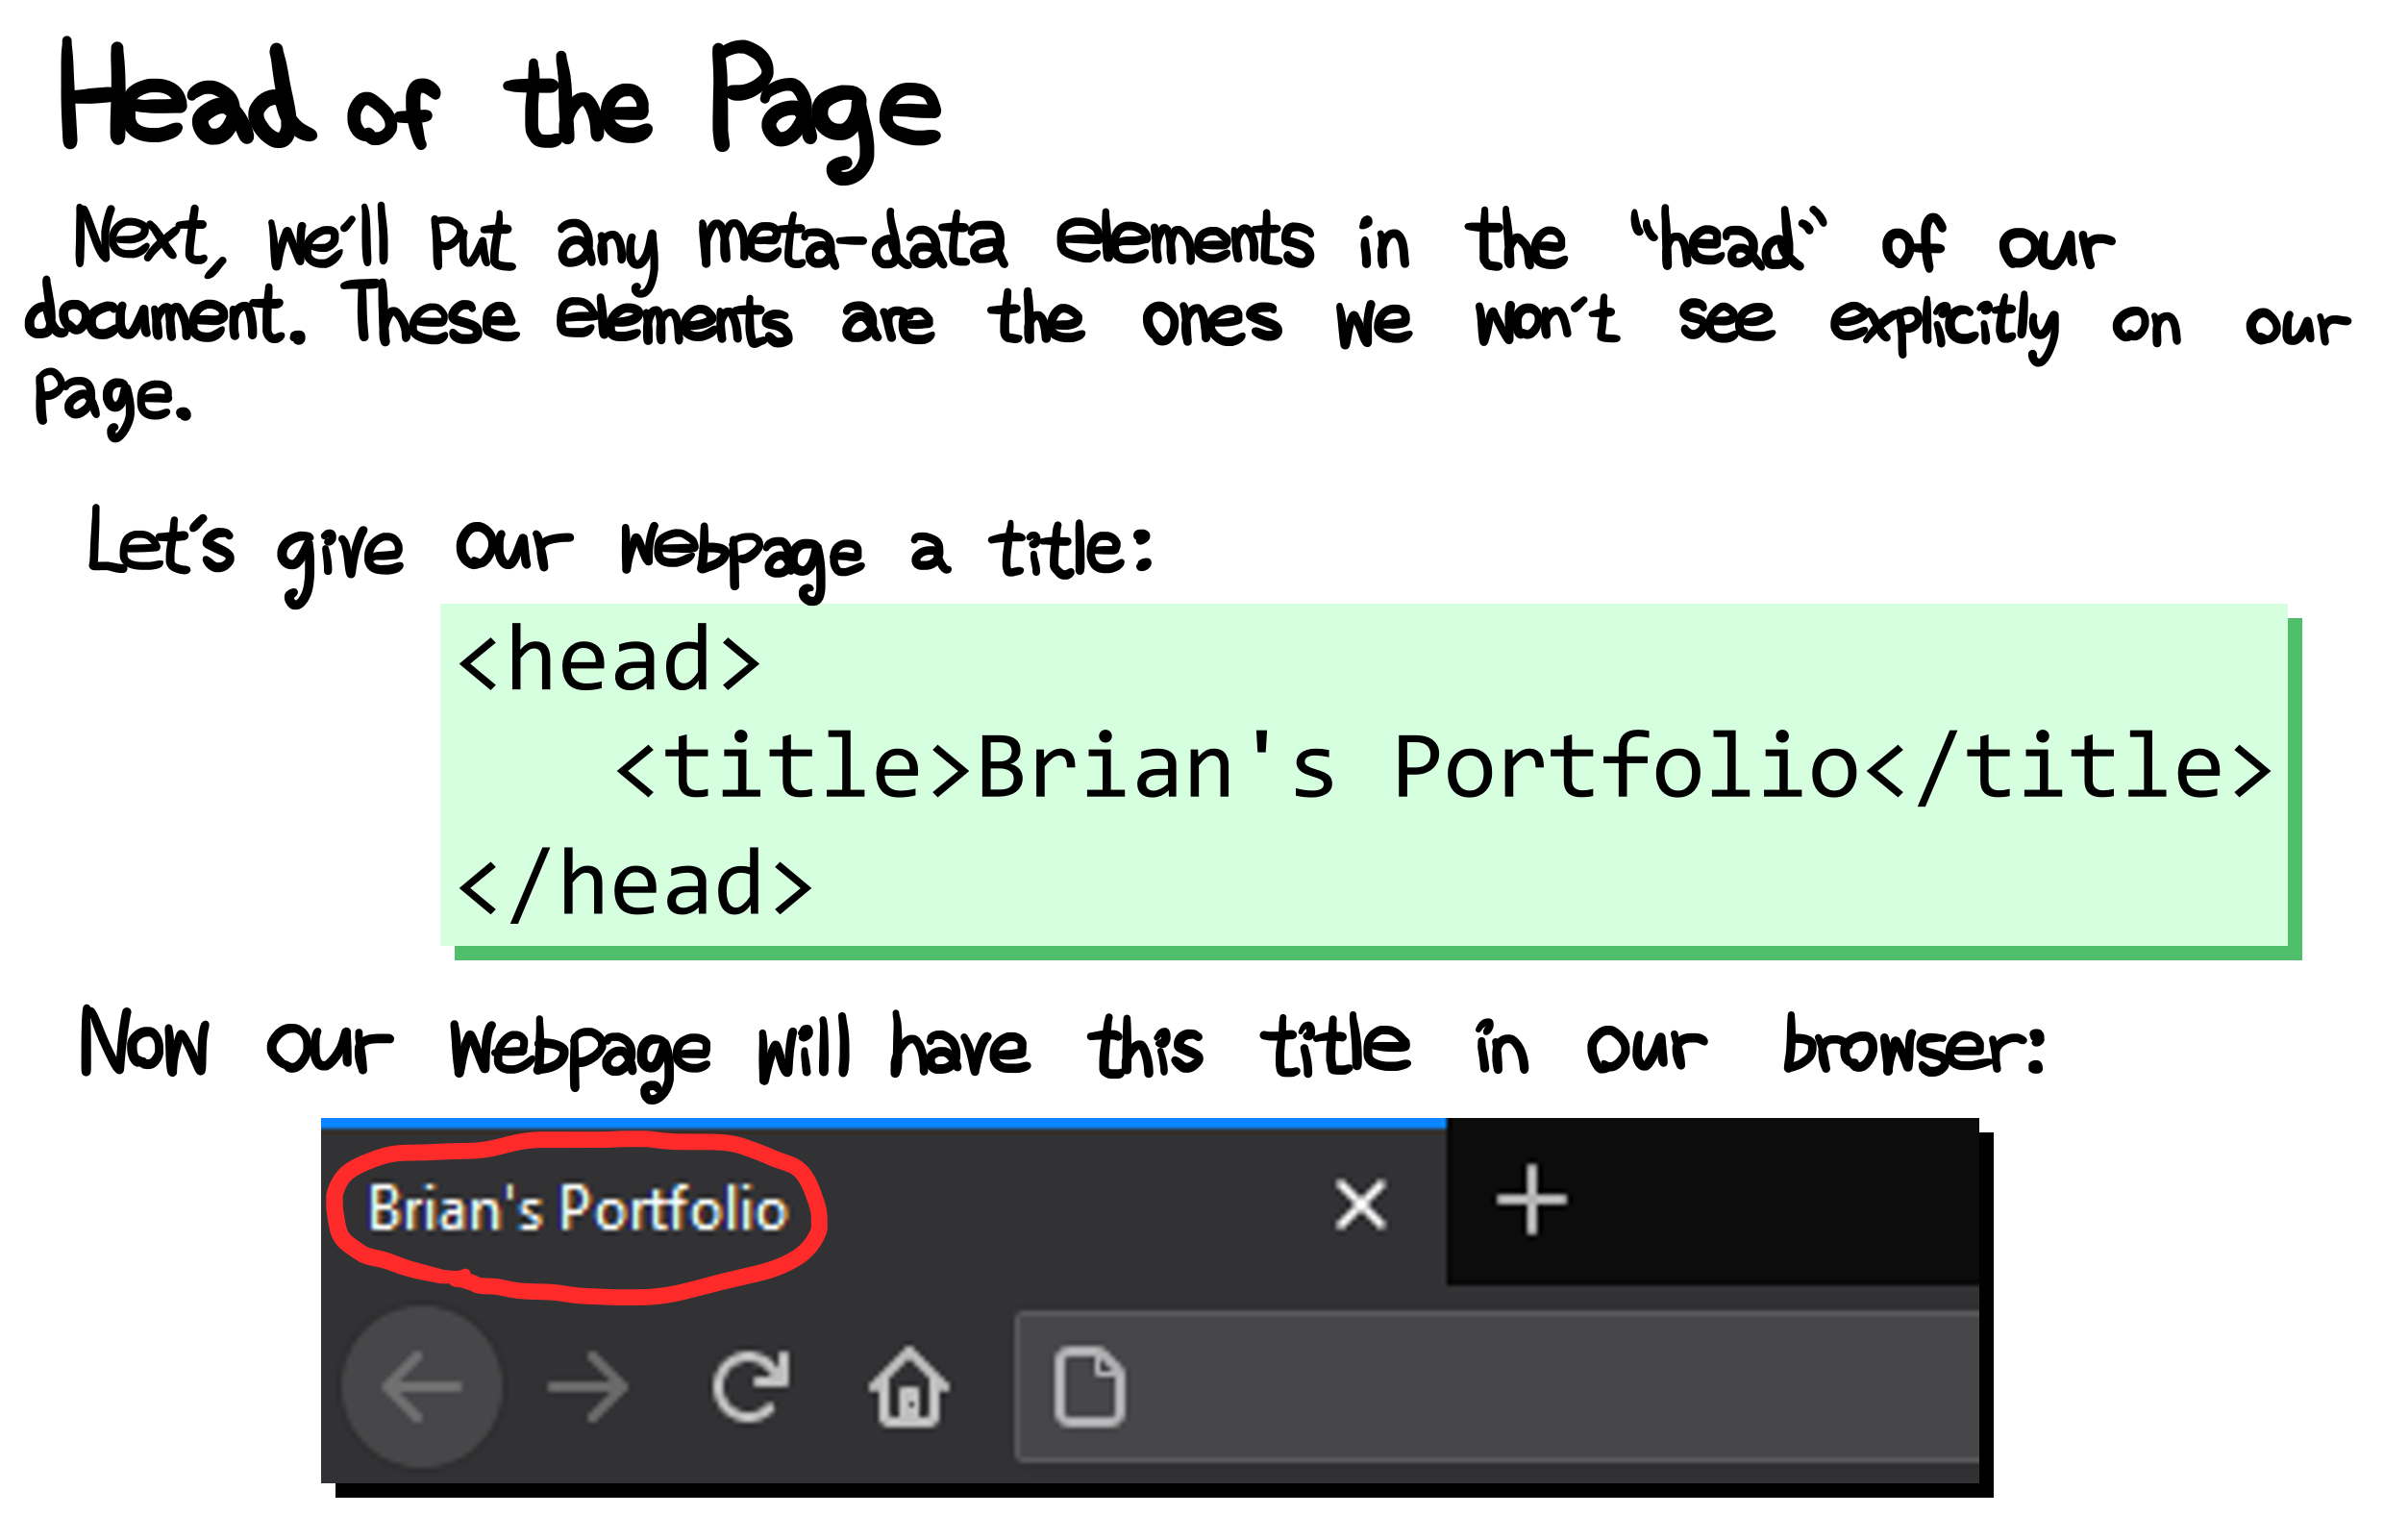 Head of the Page
Next, we'll put any meta-data elements in the "head" of our
document. These elements are the ones we won't see explicitly on our
page.
Let's give our webpage a title:
<head>
<title>Brian's Portfolio</title>
</head>
Now our webpage will have this title in our browser:
Brian's Portfolio